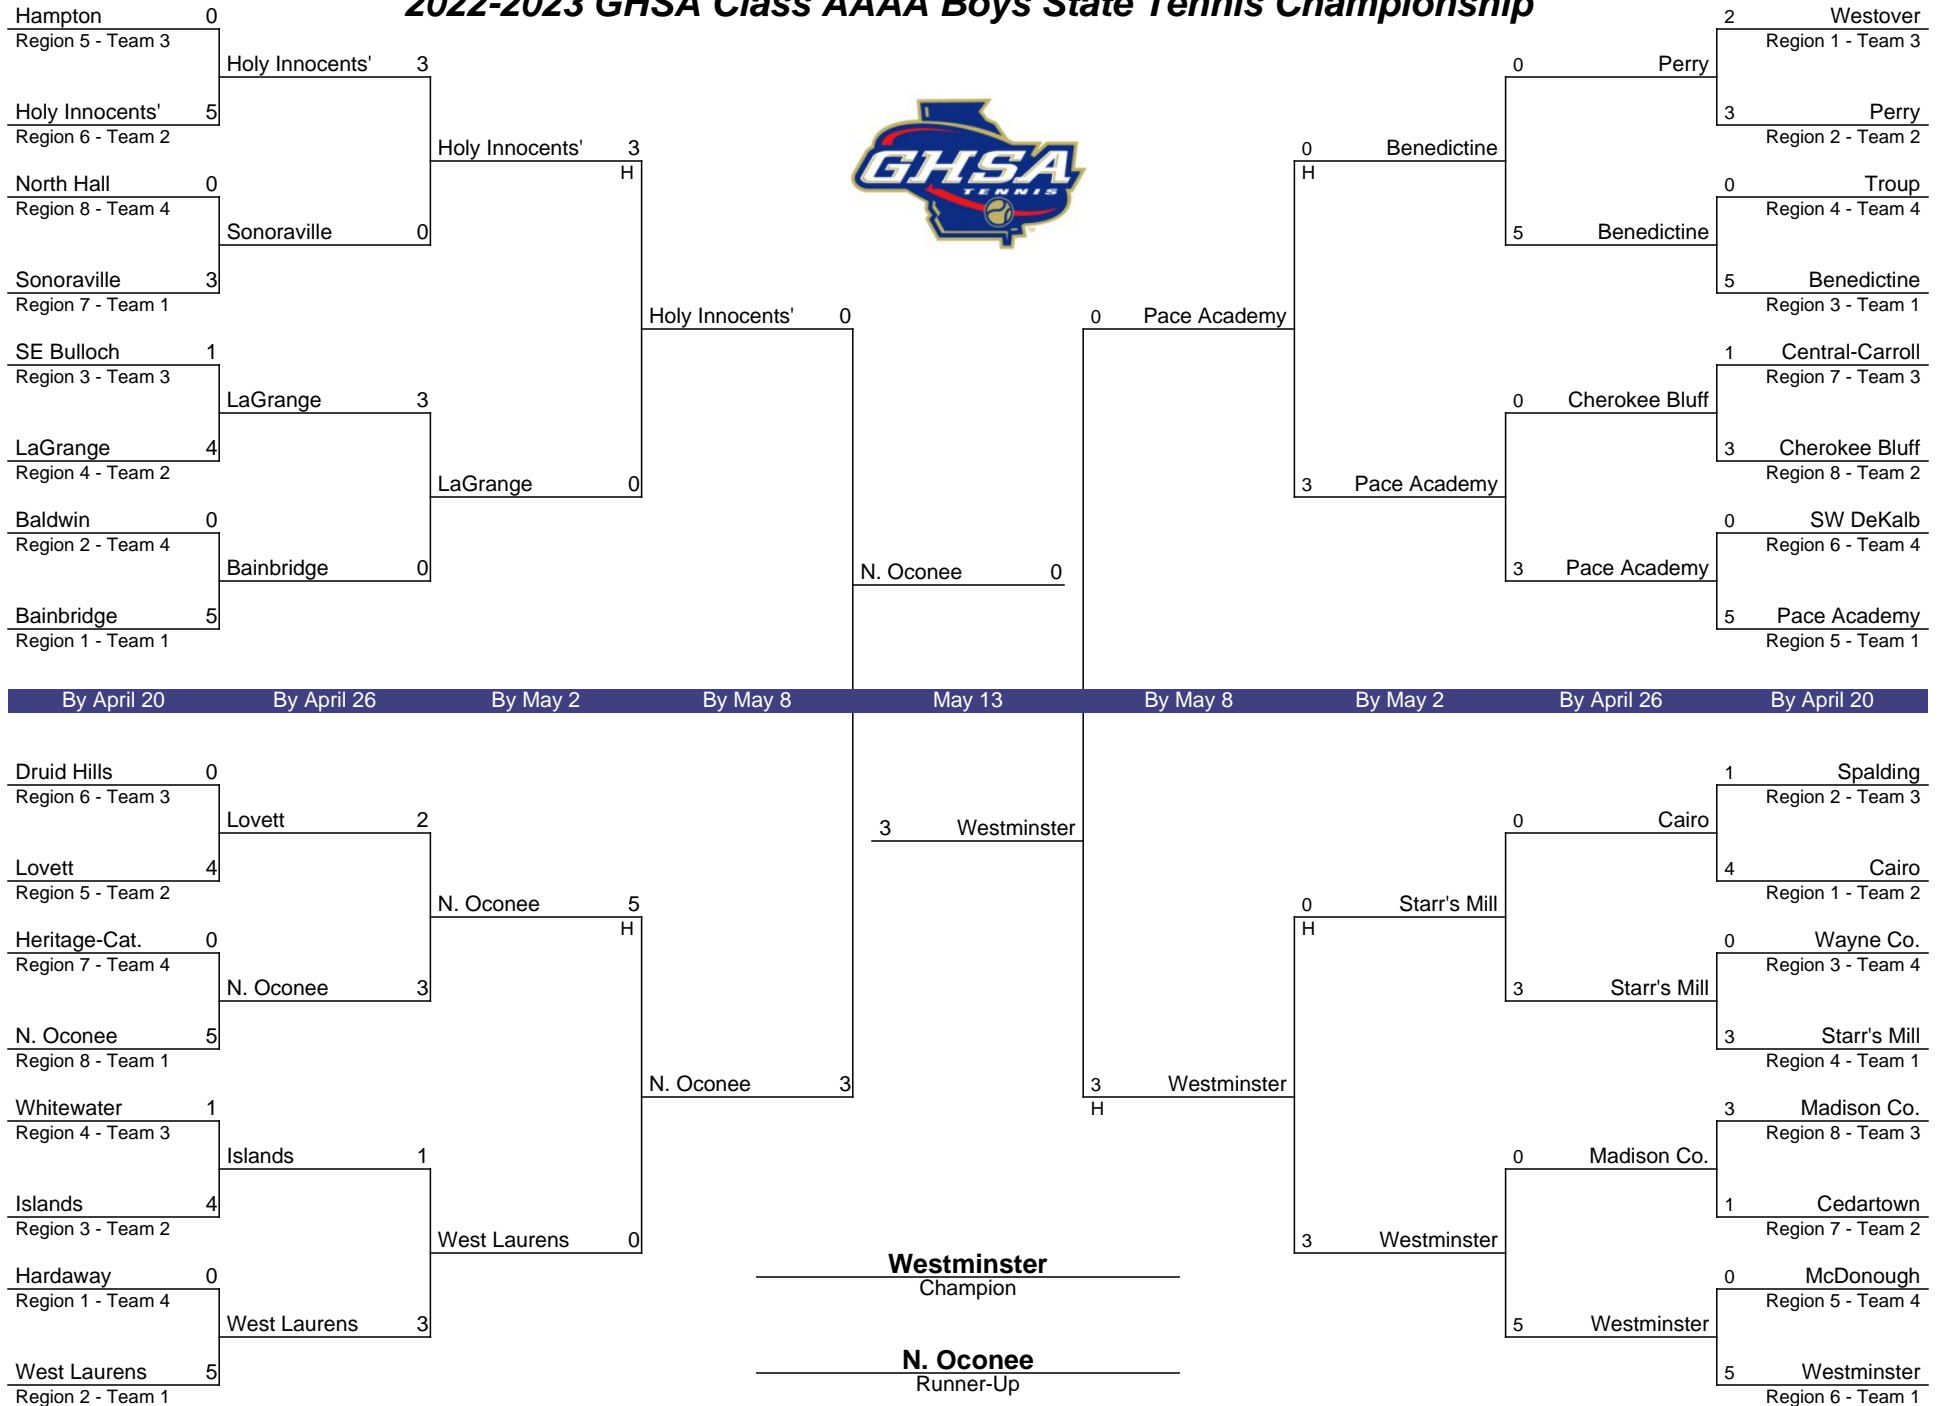 2022-2023 GHSA Class AAAA Boys State Tennis Championship
Hampton 0
Region 5 - Team 3
Holy Innocents' 3
Holy Innocents' 5
Region 6 - Team 2
Holy Innocents' 3
H
North Hall 0
Region 8 - Team 4
Sonoraville 0
Sonoraville 3
Region 7 - Team 1
Holy Innocents' 0
SE Bulloch 1
Region 3 - Team 3
LaGrange 3
LaGrange 4
Region 4 - Team 2
LaGrange 0
Baldwin 0
Region 2 - Team 4
Bainbridge 0
Bainbridge 5
Region 1 - Team 1
N. Oconee 0
GHSA
TENNIS
2 Westover
Region 1 - Team 3
0 Perry
3 Perry
Region 2 - Team 2
0 Benedictine
H
0 Troup
Region 4 - Team 4
5 Benedictine
5 Benedictine
Region 3 - Team 1
0 Pace Academy
1 Central-Carroll
Region 7 - Team 3
0 Cherokee Bluff
3 Cherokee Bluff
Region 8 - Team 2
3 Pace Academy
0 SW DeKalb
Region 6 - Team 4
3 Pace Academy
5 Pace Academy
Region 5 - Team 1
By April 20 By April 26 By May 2 By May 8 May 13 By May 8 By May 2 By April 26 By April 20
Druid Hills 0
Region 6 - Team 3
Lovett 2
Lovett 4
Region 5 - Team 2
N. Oconee 5
H
Heritage-Cat. 0
Region 7 - Team 4
N. Oconee 3
N. Oconee 5
Region 8 - Team 1
N. Oconee 3
Whitewater 1
Region 4 - Team 3
Islands 1
Islands 4
Region 3 - Team 2
West Laurens 0
Hardaway 0
Region 1 - Team 4
West Laurens 3
West Laurens 5
Region 2 - Team 1
3 Westminster
1 Spalding
Region 2 - Team 3
0 Cairo
4 Cairo
Region 1 - Team 2
0 Starr's Mill
H
0 Wayne Co.
Region 3 - Team 4
3 Starr's Mill
3 Starr's Mill
Region 4 - Team 1
3 Westminster
H
3 Madison Co.
Region 8 - Team 3
0 Madison Co.
1 Cedartown
Region 7 - Team 2
3 Westminster
0 McDonough
Region 5 - Team 4
5 Westminster
5 Westminster
Region 6 - Team 1
Westminster
Champion
N. Oconee
Runner-Up